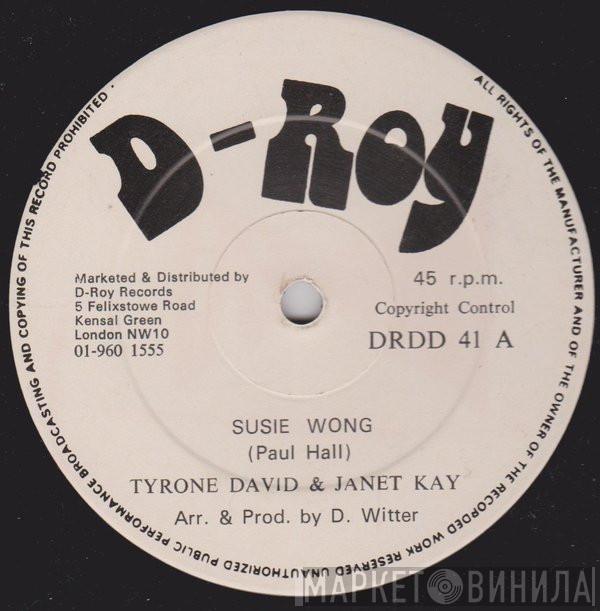 D-Roy
ALL RIGHTS OF THE MANUFACTURER AND OF THE OWNER OF THE RECORDED WORK RESERVED UNAUTHORIZED PUBLIC PERFORMANCE BROADCASTING AND COPYING OF THIS RECORD PROHIBITED.
Marketed & Distributed by
D-Roy Records
5 Felixstowe Road
Kensal Green
London NW10
01-960 1555
45 r.p.m.
Copyright Control
DRDD 41 A
SUSIE WONG
(Paul Hall)
TYRONE DAVID & JANET KAY
Arr. & Prod. by D. Witter
МАРКЕТ ВИНИЛА